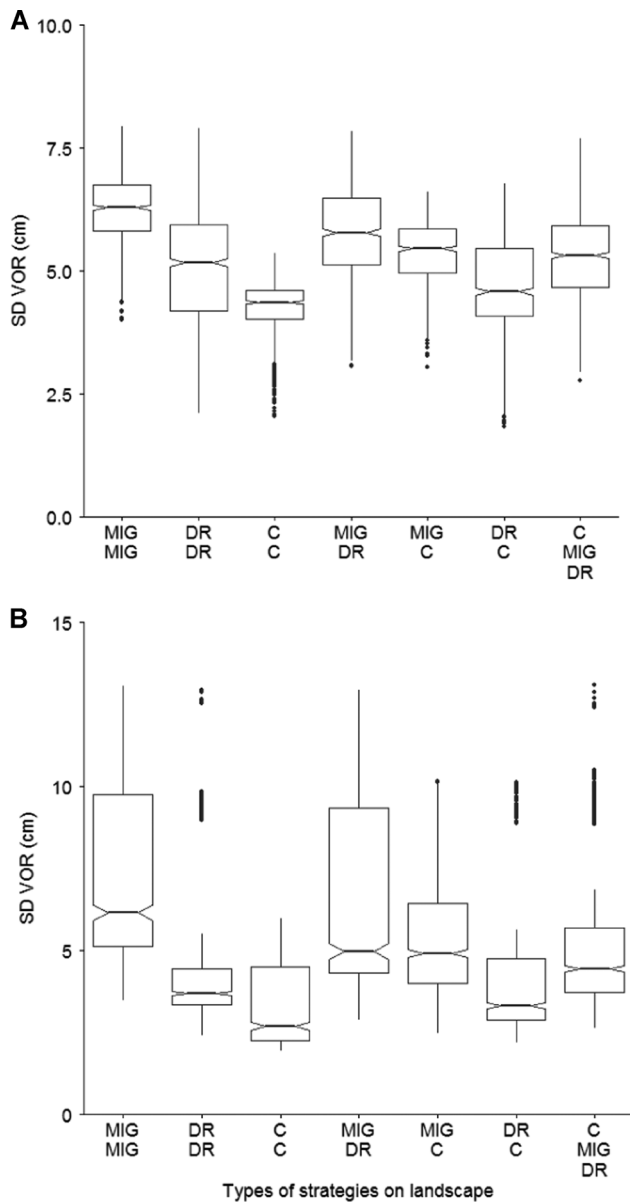 A
10.0
7.5
5.0
2.5
0.0
SD VOR (cm)
MIG DR C MIG MIG DR C
MIG DR C DR C C MIG
DR
B
15
10
5
0
SD VOR (cm)
MIG DR C MIG MIG DR C
MIG DR C DR C C MIG
DR
Types of strategies on landscape